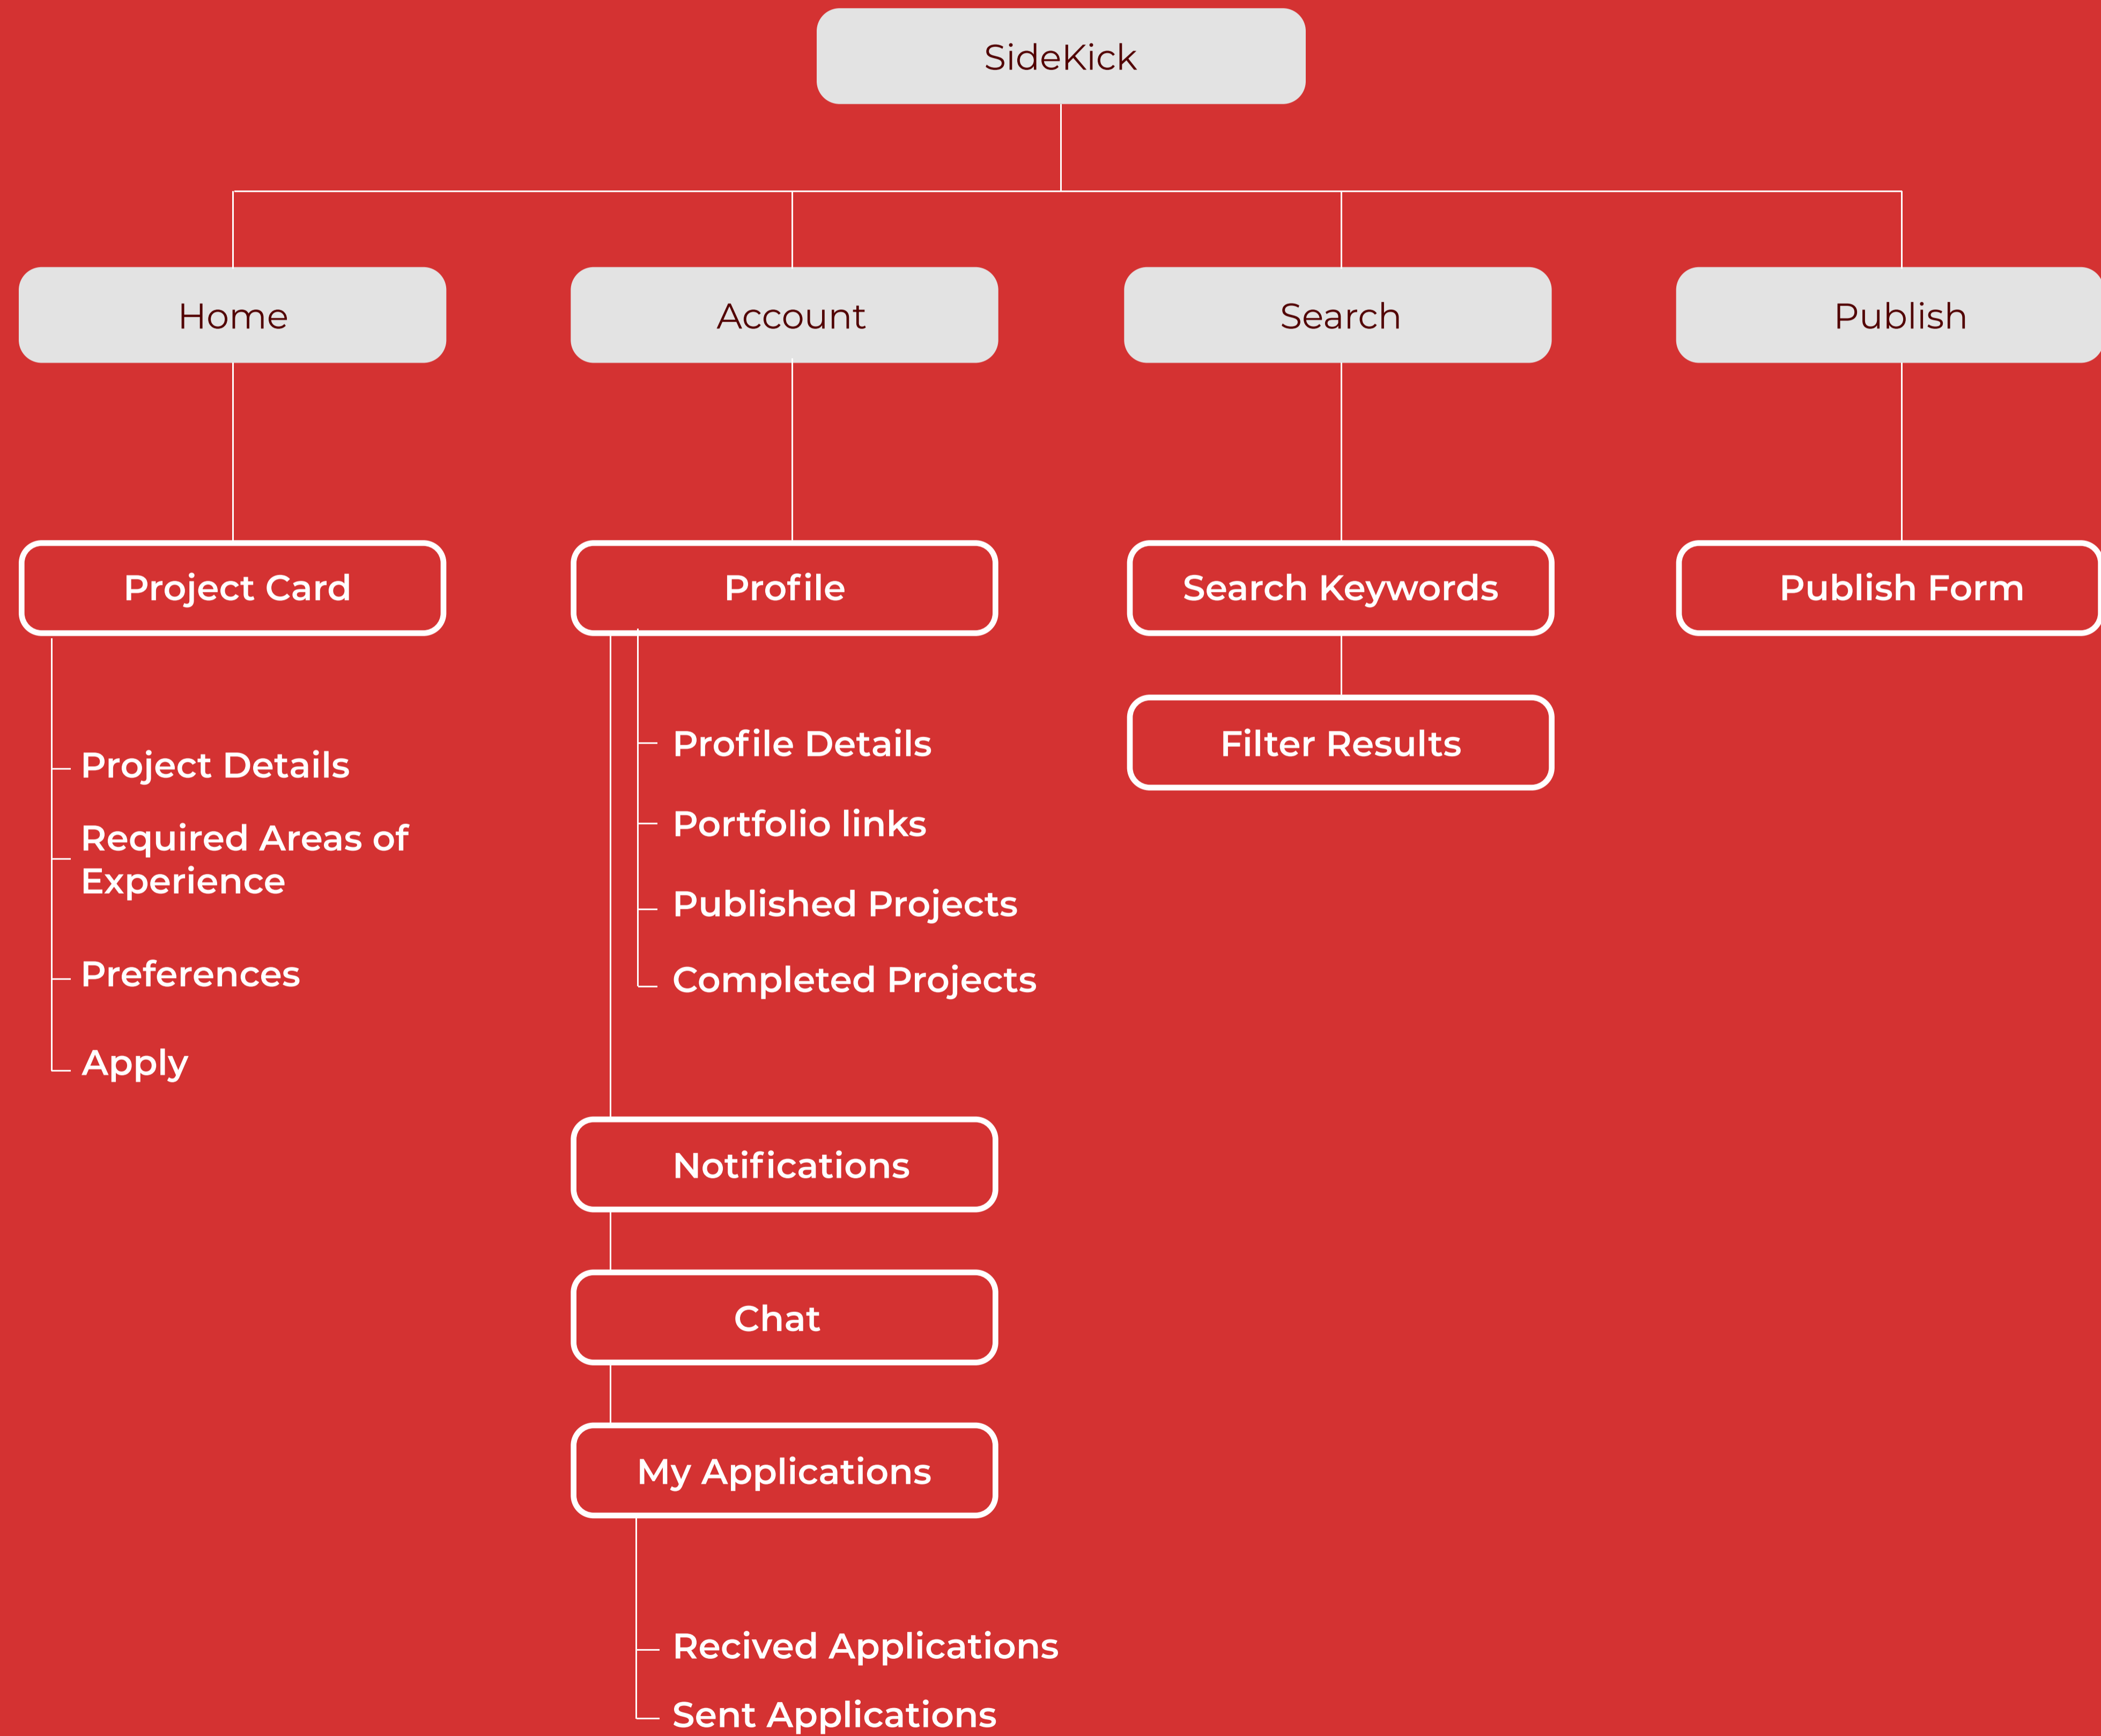 SideKick
Home
Account
Search
Publish
Project Card
Profile
Search Keywords
Publish Form
Project Details
Required Areas of
Experience
Preferences
Apply
Profile Details
Portfolio links
Published Projects
Completed Projects
Filter Results
Notifications
Chat
My Applications
Recived Applications
Sent Applications